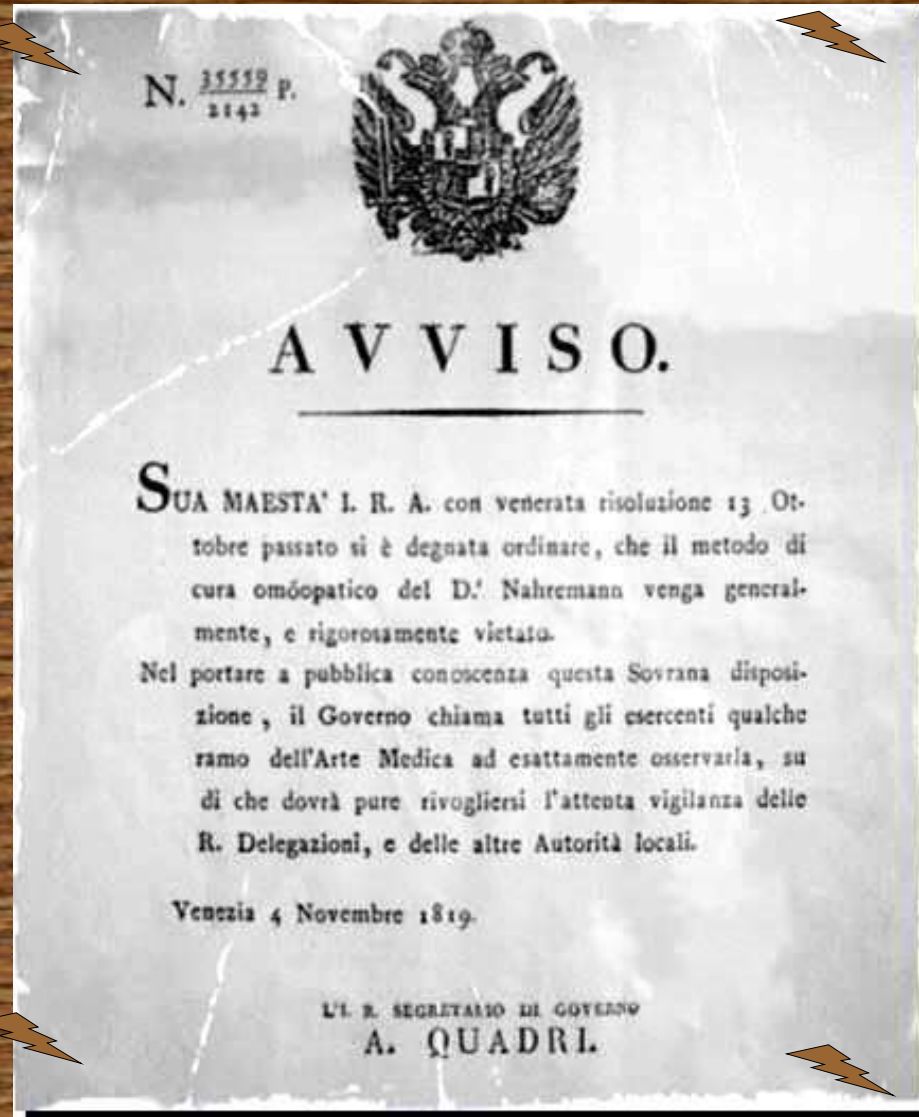 N. 35559/2142 P.
AVVISO.
SUA MAESTA' I. R. A. con venerata risoluzione 13 Ot-
tobre passato si è degnata ordinare, che il metodo di
cura omóopatico del D.r Nahremann venga general-
mente, e rigorosamente vietato.
Nel portare a pubblica conoscenza questa Sovrana disposi-
zione, il Governo chiama tutti gli esercenti qualche
ramo dell'Arte Medica ad esattamente osservarla, su
di che dovrà pure rivogliersi l'attenta vigilanza delle
R. Delegazioni, e delle altre Autorità locali.
Venezia 4 Novembre 1819.
L'I. R. SEGRETARIO DI GOVERNO
A. QUADRI.